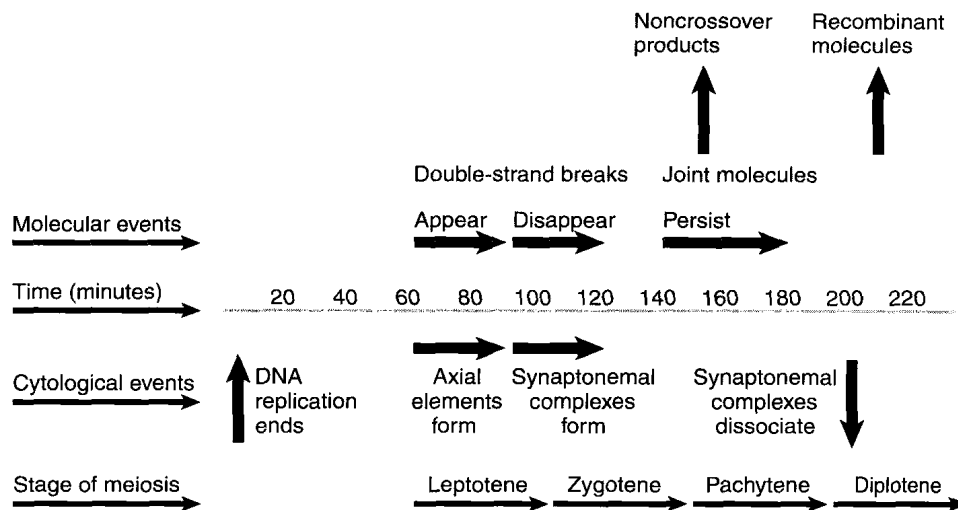 Noncrossover
products
Recombinant
molecules
Double-strand breaks
Joint molecules
Molecular events
Appear
Disappear
Persist
Time (minutes)
20 40 60 80 100 120 140 160 180 200 220
Cytological events
DNA
replication
ends
Axial
elements
form
Synaptonemal
complexes
form
Synaptonemal
complexes
dissociate
Stage of meiosis
Leptotene
Zygotene
Pachytene
Diplotene